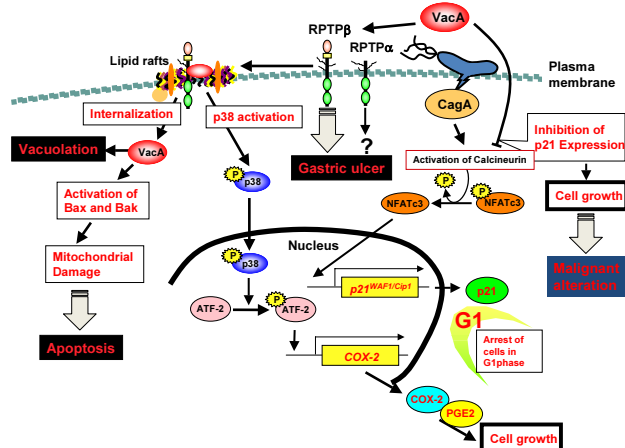 VacA
RPTPβ
RPTPα
Lipid rafts
Plasma
membrane
CagA
Internalization
p38 activation
Inhibition of
p21 Expression
Vacuolation
VacA
?
Gastric ulcer
Activation of Calcineurin
P
p38
P
P
NFATc3
NFATc3
Cell growth
Activation of
Bax and Bak
Mitochondrial
Damage
Nucleus
P
p38
Malignant
alteration
p21WAF1/Cip1
p21
ATF-2
P
ATF-2
G1
Arrest of
cells in
G1phase
Apoptosis
COX-2
COX-2
PGE2
Cell growth